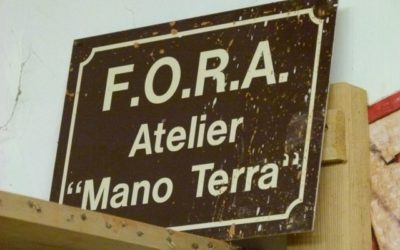 F.O.R.A.
Atelier
"Mano Terra"